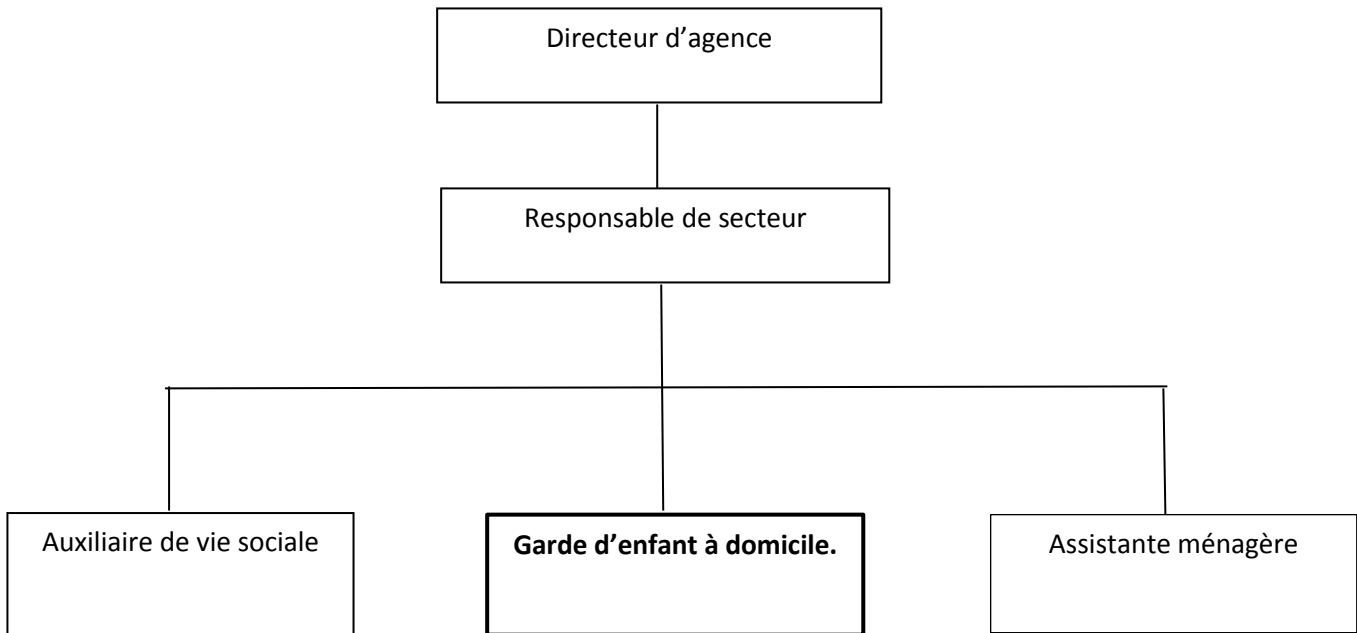 Directeur d’agence
Responsable de secteur
Auxiliaire de vie sociale
Garde d’enfant à domicile.
Assistante ménagère